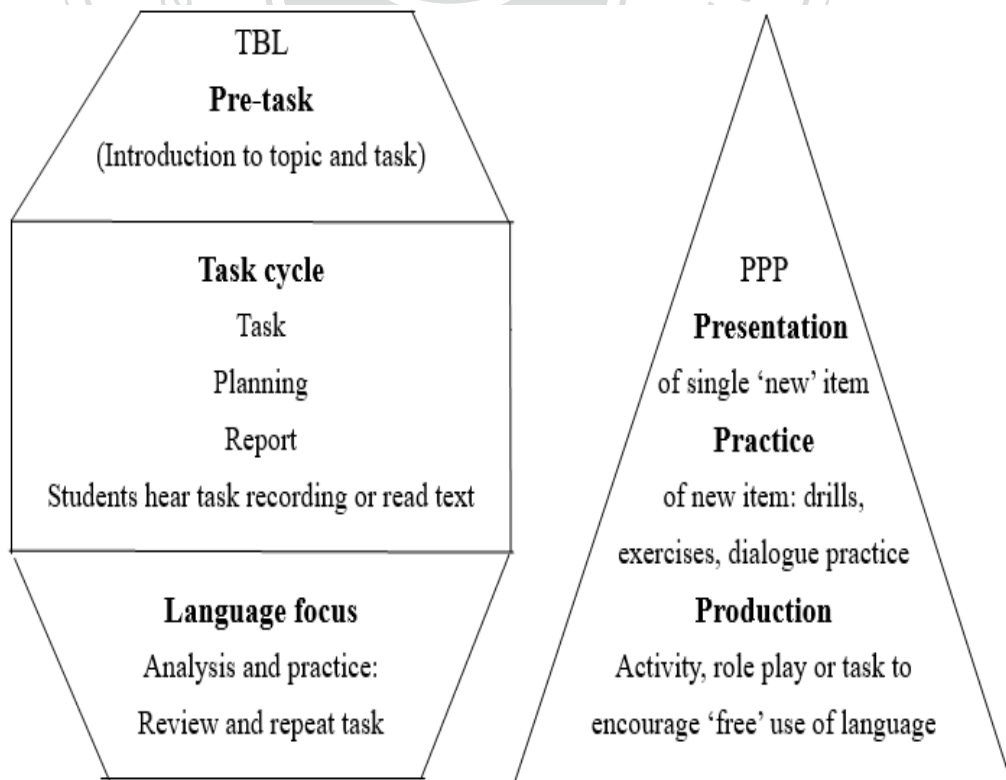 TBL
Pre-task
(Introduction to topic and task)
Task cycle
Task
Planning
Report
Students hear task recording or read text
Language focus
Analysis and practice:
Review and repeat task
PPP
Presentation
of single ‘new’ item
Practice
of new item: drills,
exercises, dialogue practice
Production
Activity, role play or task to
encourage ‘free’ use of language